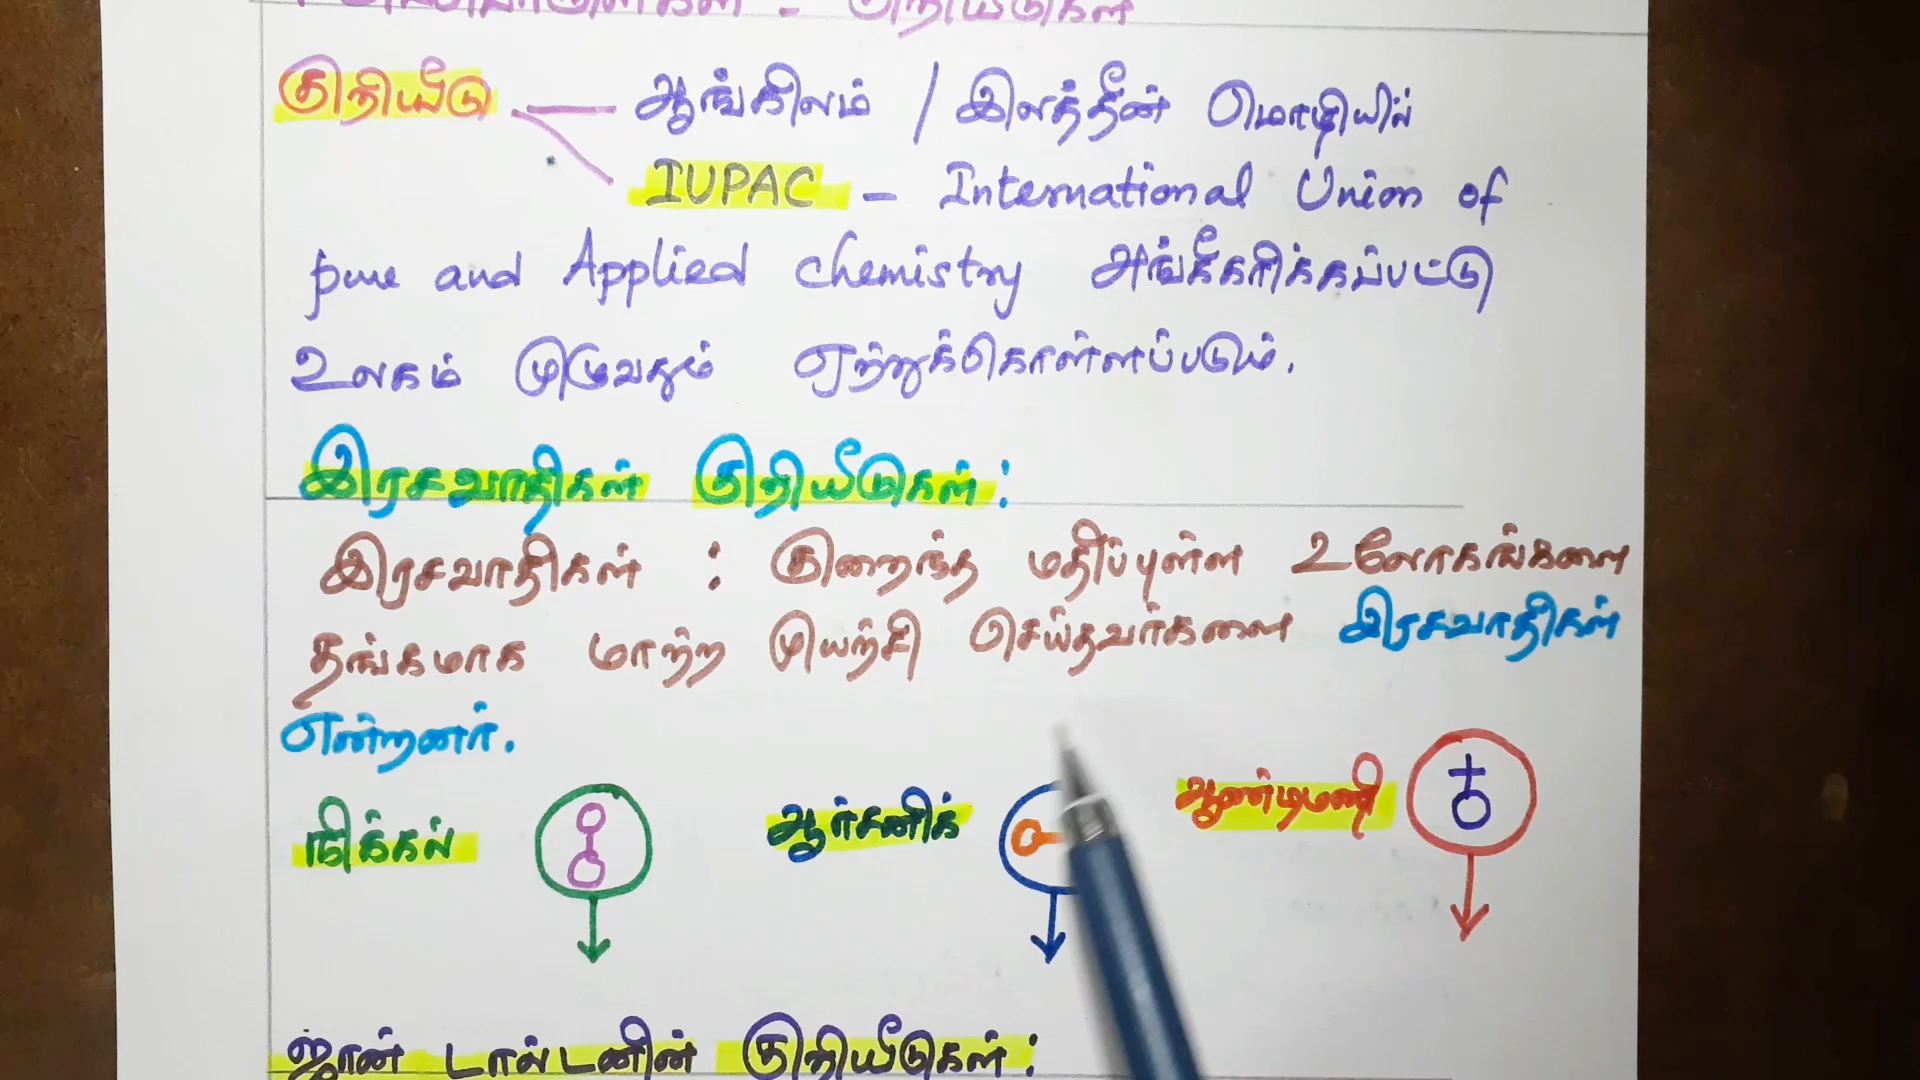 குறியீடுகள்
குறியீடு — ஆங்கிலம் / இலத்தீன் மொழியில்
IUPAC – International Union of
pure and Applied chemistry அங்கீகரிக்கப்பட்டு
உலகம் முழுவதும் ஏற்றுக்கொள்ளப்படும்.
இரசவாதிகள் குறியீடுகள்:
இரசவாதிகள் : குறைந்த மதிப்புள்ள உலோகங்களை
தங்கமாக மாற்ற முயற்சி செய்தவர்களை இரசவாதிகள்
என்றனர்.
நிக்கல் ஆர்சனிக் ஆண்டிமணி
ஜான் டால்டனின் குறியீடுகள்: